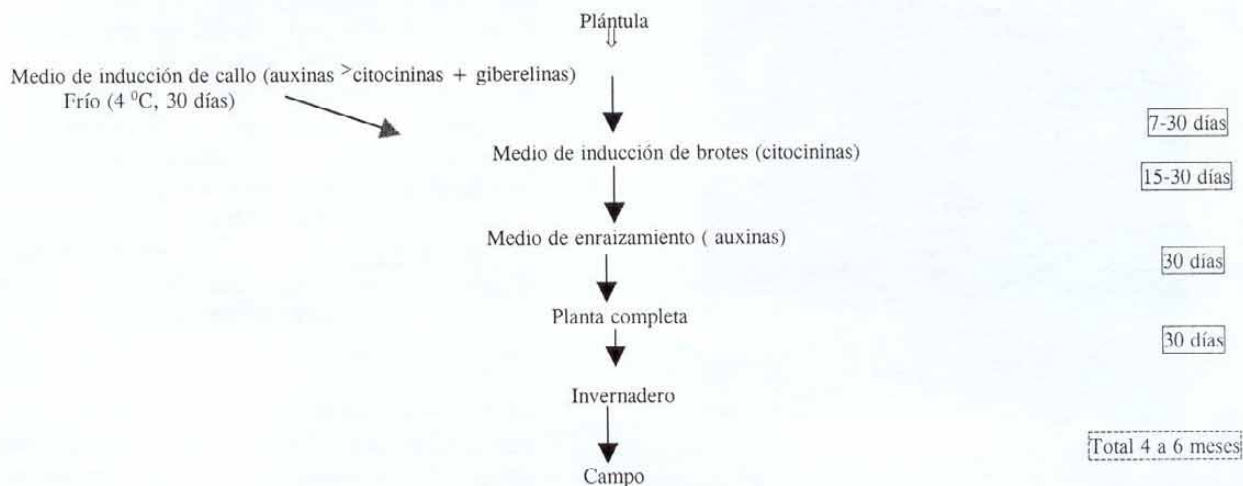 Plántula
Medio de inducción de callo (auxinas >citocininas + giberelinas)
Frío (4 ⁰C, 30 días)
7-30 días
Medio de inducción de brotes (citocininas)
15-30 días
Medio de enraizamiento ( auxinas)
30 días
Planta completa
30 días
Invernadero
Total 4 a 6 meses
Campo